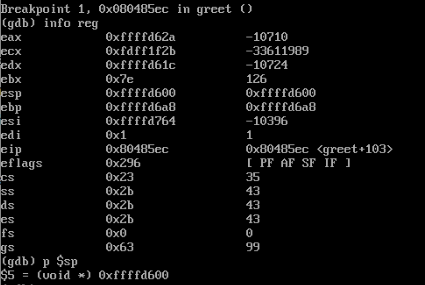 Breakpoint 1, 0x080485ec in greet ()
(gdb) info reg
eax 0xffffd62a -10710
ecx 0xfdff1f2b -33611989
edx 0xffffd61c -10724
ebx 0x7e 126
esp 0xffffd600 0xffffd600
ebp 0xffffd6a8 0xffffd6a8
esi 0xffffd764 -10396
edi 0x1 1
eip 0x80485ec 0x80485ec <greet+103>
eflags 0x296 [ PF AF SF IF ]
cs 0x23 35
ss 0x2b 43
ds 0x2b 43
es 0x2b 43
fs 0x0 0
gs 0x63 99
(gdb) p $sp
$5 = (void *) 0xffffd600